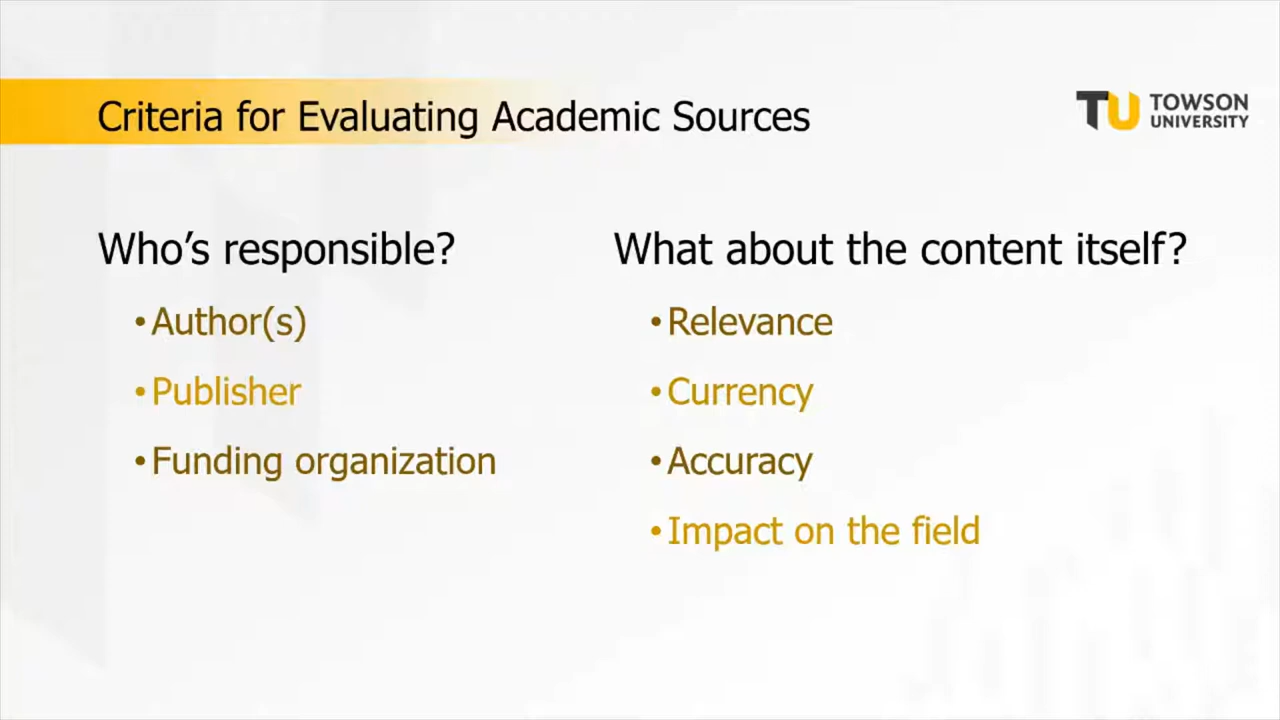 Criteria for Evaluating Academic Sources
TU TOWSON
UNIVERSITY
Who’s responsible?
•Author(s)
•Publisher
•Funding organization
What about the content itself?
•Relevance
•Currency
•Accuracy
•Impact on the field